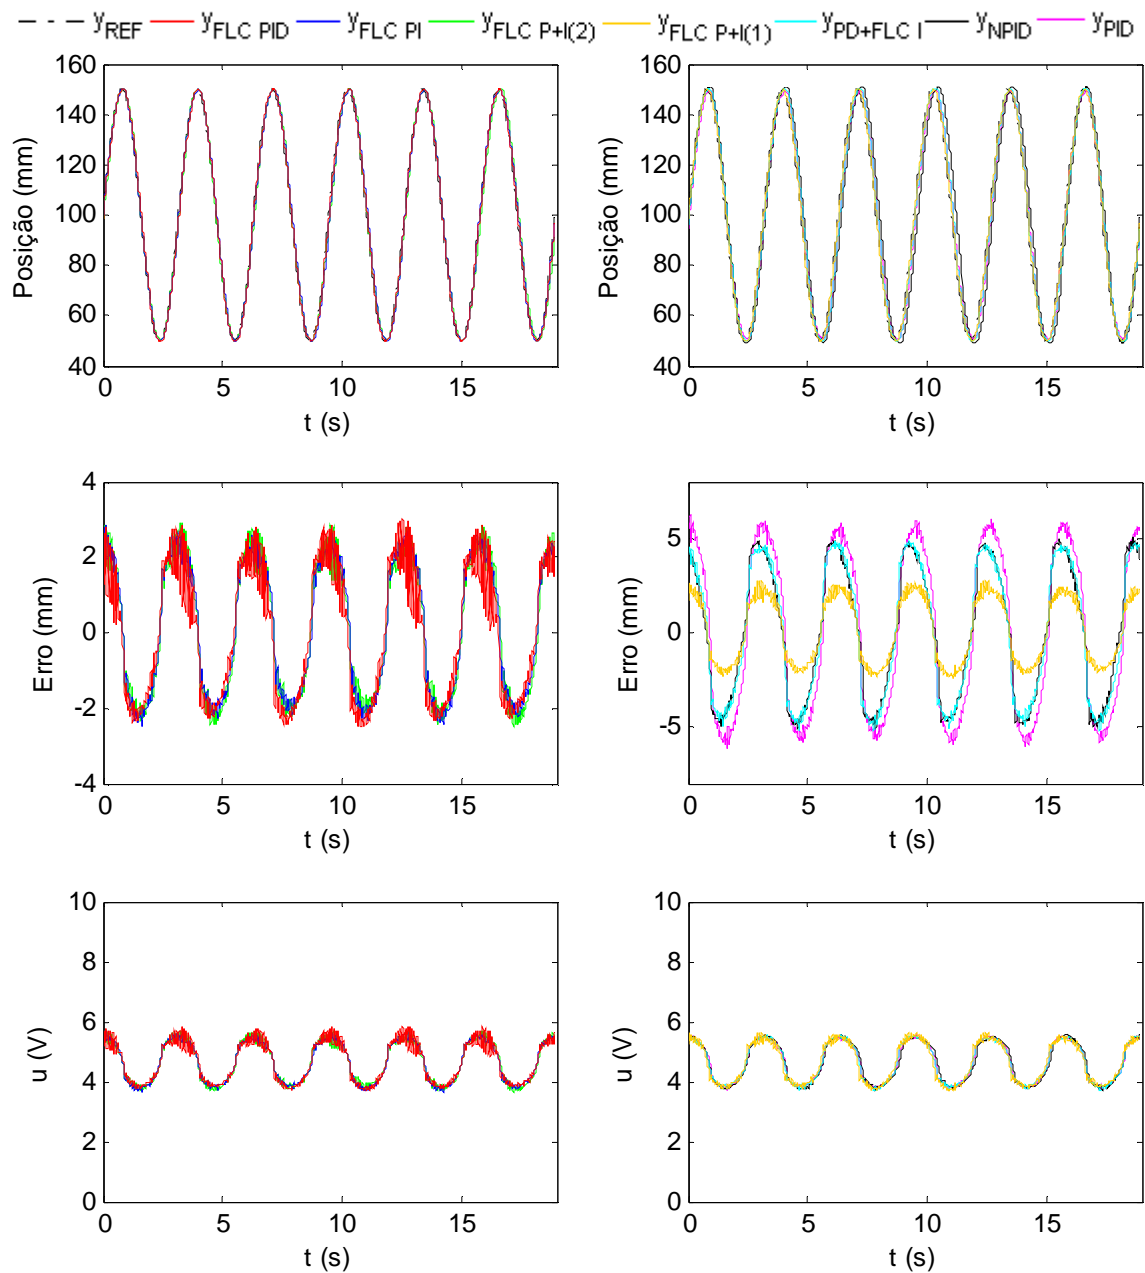 yREF yFLC PID yFLC PI yFLC P+I(2) yFLC P+I(1) yPD+FLC I yNPID yPID
160
140
120
100
80
60
40
Posição (mm)
0 5 10 15
t (s)
160
140
120
100
80
60
40
Posição (mm)
0 5 10 15
t (s)
4
2
0
-2
-4
Erro (mm)
0 5 10 15
t (s)
5
0
-5
Erro (mm)
0 5 10 15
t (s)
10
8
6
4
2
0
u (V)
0 5 10 15
t (s)
10
8
6
4
2
0
u (V)
0 5 10 15
t (s)